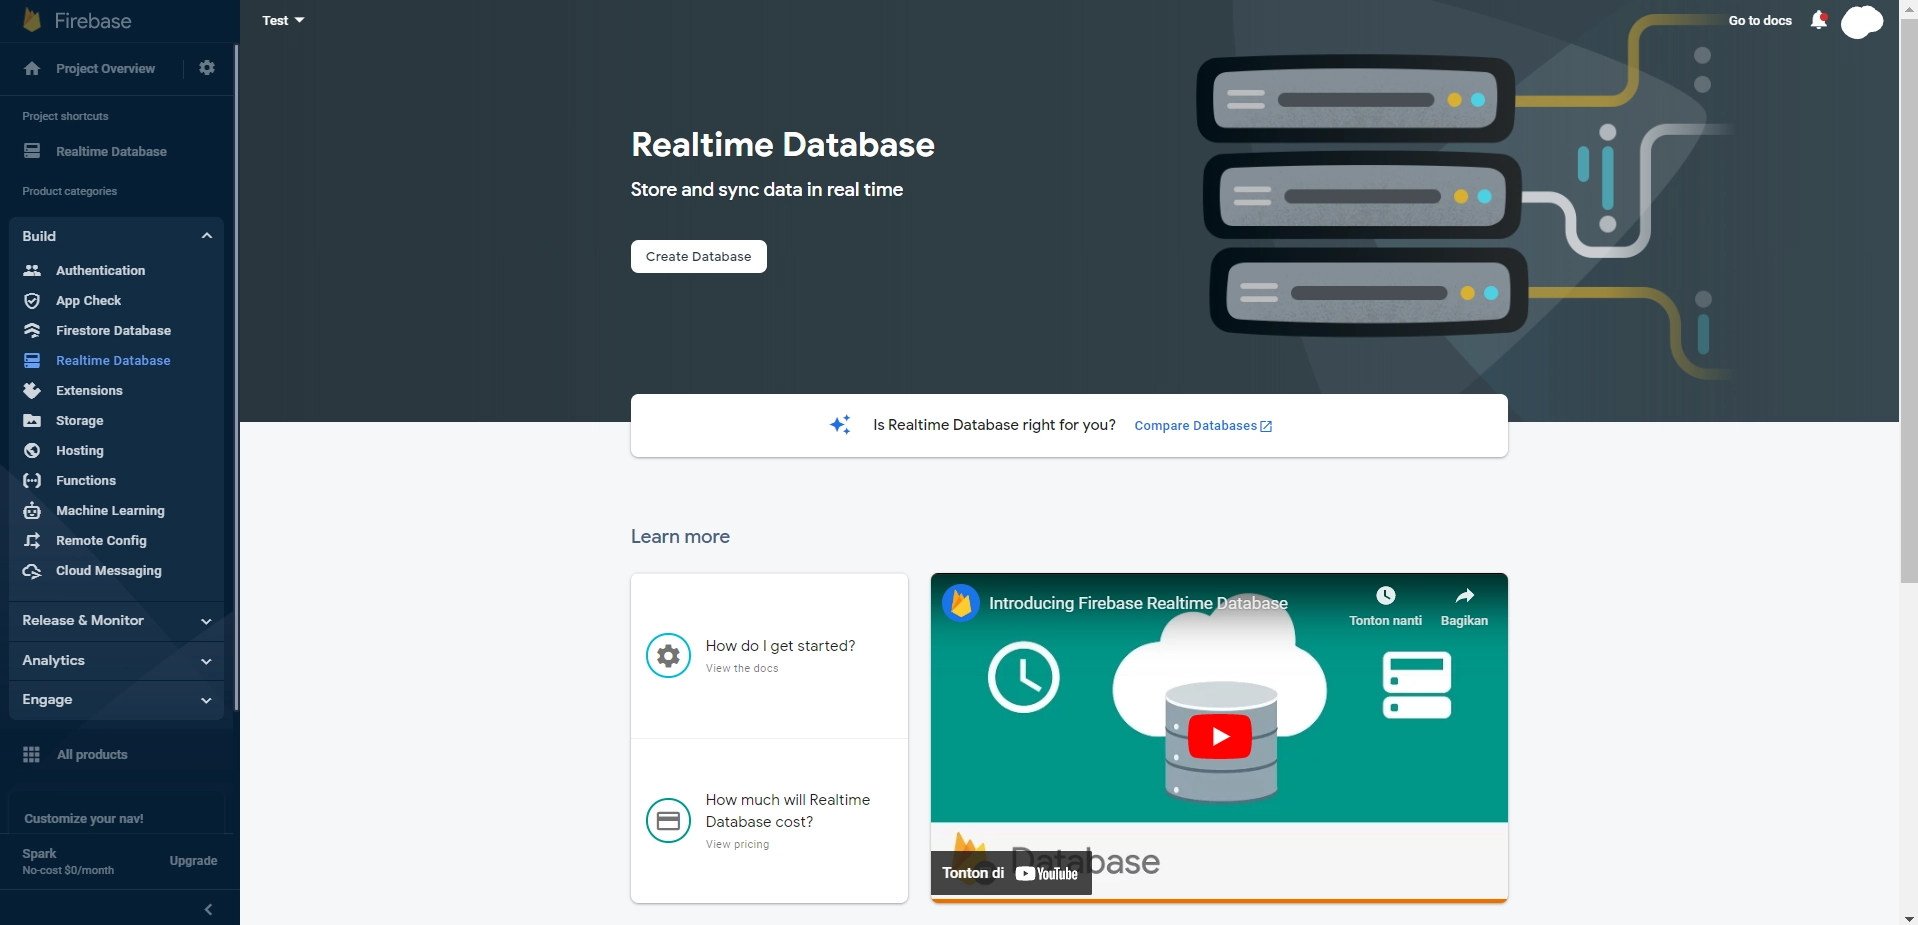 Firebase
Project Overview
Project shortcuts
Realtime Database
Product categories
Build
Authentication
App Check
Firestore Database
Realtime Database
Extensions
Storage
Hosting
Functions
Machine Learning
Remote Config
Cloud Messaging
Release & Monitor
Analytics
Engage
All products
Customize your nav!
Spark
No-cost $0/month
Upgrade
Test
Go to docs
Realtime Database
Store and sync data in real time
Create Database
Is Realtime Database right for you? Compare Databases
Learn more
How do I get started?
View the docs
How much will Realtime
Database cost?
View pricing
Introducing Firebase Realtime Database
Tonton nanti
Bagikan
Database
Tonton di YouTube